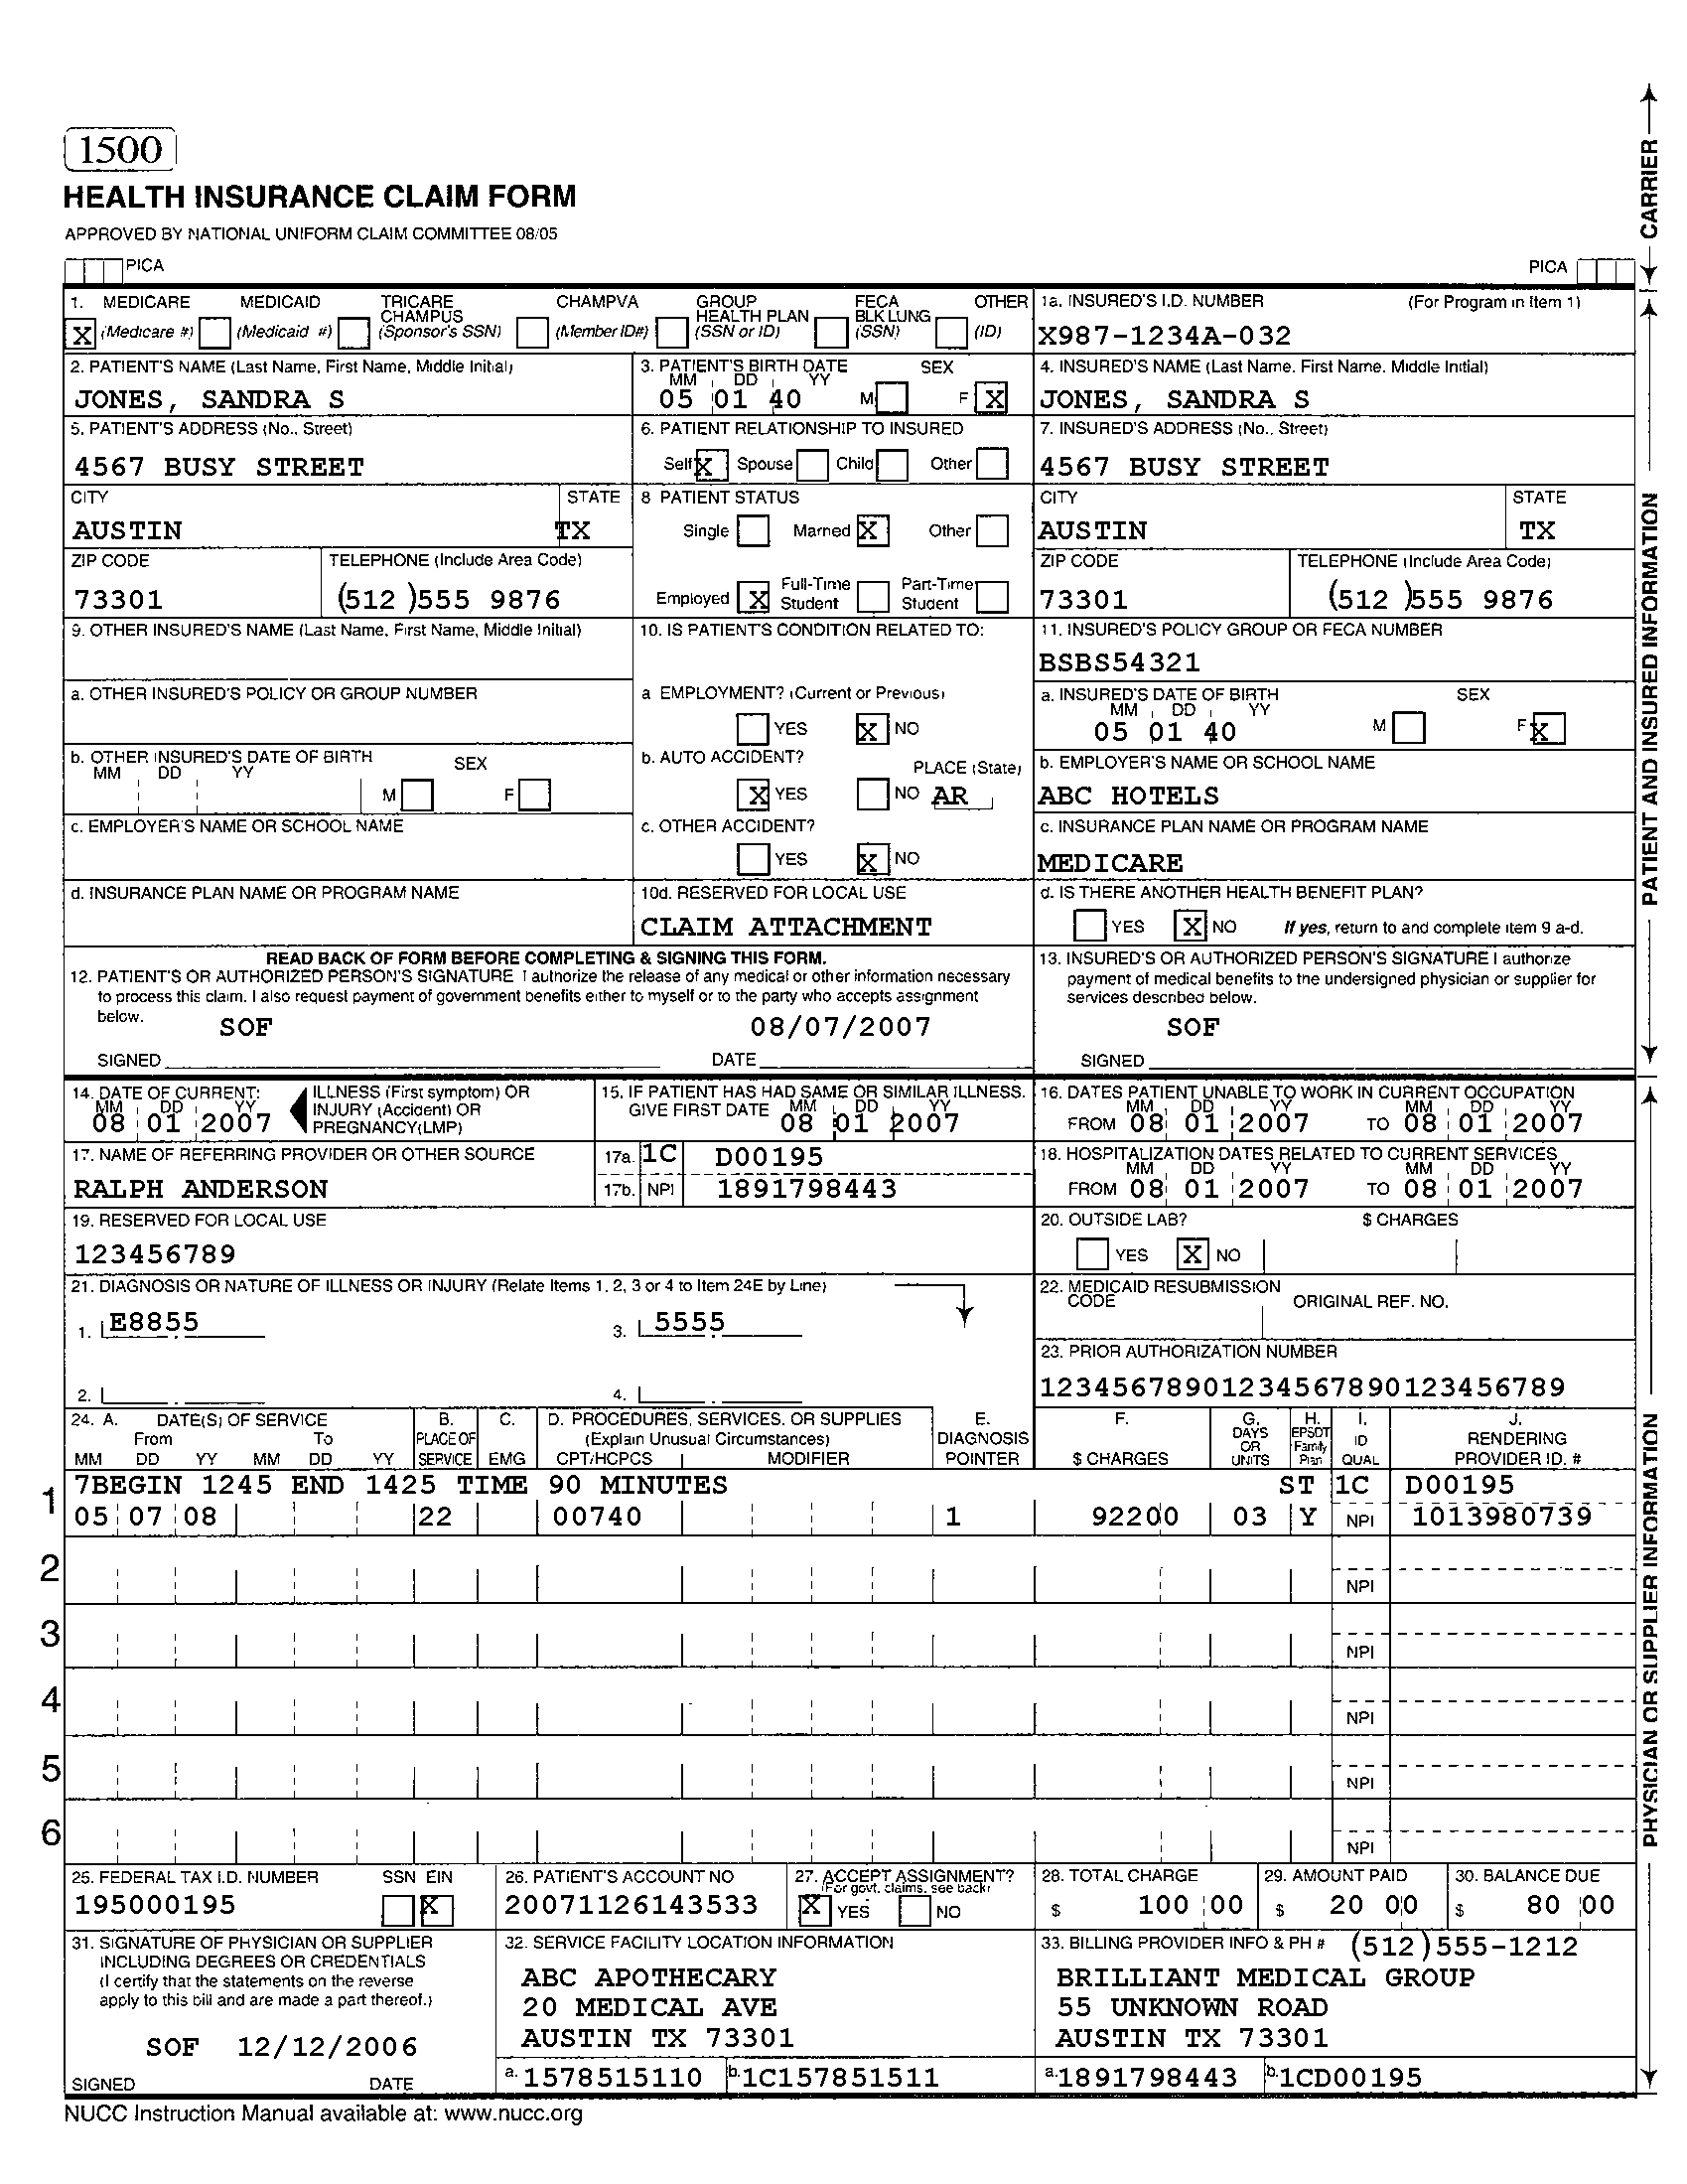 1500
HEALTH INSURANCE CLAIM FORM
APPROVED BY NATIONAL UNIFORM CLAIM COMMITTEE 08/05
PICA PICA
CARRIER
1. MEDICARE MEDICAID TRICARE CHAMPUS CHAMPVA GROUP HEALTH PLAN FECA BLK LUNG OTHER
X (Medicare #) (Medicaid #) (Sponsor's SSN) (Member ID#) (SSN or ID) (SSN) (ID)
1a. INSURED'S I.D. NUMBER (For Program in Item 1)
X987-1234A-032
2. PATIENT'S NAME (Last Name, First Name, Middle Initial)
JONES, SANDRA S
3. PATIENT'S BIRTH DATE SEX
MM DD YY
05 01 40 M F X
4. INSURED'S NAME (Last Name, First Name, Middle Initial)
JONES, SANDRA S
5. PATIENT'S ADDRESS (No., Street)
4567 BUSY STREET
6. PATIENT RELATIONSHIP TO INSURED
Self X Spouse Child Other
7. INSURED'S ADDRESS (No., Street)
4567 BUSY STREET
CITY STATE
AUSTIN TX
8 PATIENT STATUS
Single Married X Other
CITY STATE
AUSTIN TX
ZIP CODE TELEPHONE (Include Area Code)
73301 (512 )555 9876
Employed X Full-Time Student Part-Time Student
ZIP CODE TELEPHONE (Include Area Code)
73301 (512 )555 9876
9. OTHER INSURED'S NAME (Last Name, First Name, Middle Initial)
10. IS PATIENT'S CONDITION RELATED TO:
11. INSURED'S POLICY GROUP OR FECA NUMBER
BSBS54321
a. OTHER INSURED'S POLICY OR GROUP NUMBER
a EMPLOYMENT? (Current or Previous)
YES X NO
a. INSURED'S DATE OF BIRTH SEX
MM DD YY
05 01 40 M F X
b. OTHER INSURED'S DATE OF BIRTH SEX
MM DD YY
M F
b. AUTO ACCIDENT? PLACE (State)
X YES NO AR
b. EMPLOYER'S NAME OR SCHOOL NAME
ABC HOTELS
c. EMPLOYER'S NAME OR SCHOOL NAME
c. OTHER ACCIDENT?
YES X NO
c. INSURANCE PLAN NAME OR PROGRAM NAME
MEDICARE
d. INSURANCE PLAN NAME OR PROGRAM NAME
10d. RESERVED FOR LOCAL USE
CLAIM ATTACHMENT
d. IS THERE ANOTHER HEALTH BENEFIT PLAN?
YES X NO If yes, return to and complete item 9 a-d.
PATIENT AND INSURED INFORMATION
READ BACK OF FORM BEFORE COMPLETING & SIGNING THIS FORM.
12. PATIENT'S OR AUTHORIZED PERSON'S SIGNATURE I authorize the release of any medical or other information necessary
to process this claim. I also request payment of government benefits either to myself or to the party who accepts assignment
below.
SOF 08/07/2007
SIGNED DATE
13. INSURED'S OR AUTHORIZED PERSON'S SIGNATURE I authorize
payment of medical benefits to the undersigned physician or supplier for
services described below.
SOF
SIGNED
14. DATE OF CURRENT: ILLNESS (First symptom) OR
MM DD YY INJURY (Accident) OR
08 01 2007 PREGNANCY(LMP)
15. IF PATIENT HAS HAD SAME OR SIMILAR ILLNESS.
GIVE FIRST DATE MM DD YY
08 01 2007
16. DATES PATIENT UNABLE TO WORK IN CURRENT OCCUPATION
MM DD YY MM DD YY
FROM 08 01 2007 TO 08 01 2007
17. NAME OF REFERRING PROVIDER OR OTHER SOURCE
RALPH ANDERSON
17a. 1C D00195
17b. NPI 1891798443
18. HOSPITALIZATION DATES RELATED TO CURRENT SERVICES
MM DD YY MM DD YY
FROM 08 01 2007 TO 08 01 2007
19. RESERVED FOR LOCAL USE
123456789
20. OUTSIDE LAB? $ CHARGES
YES X NO
21. DIAGNOSIS OR NATURE OF ILLNESS OR INJURY (Relate Items 1, 2, 3 or 4 to Item 24E by Line)
1. E8855 3. 5555
2. 4.
22. MEDICAID RESUBMISSION
CODE ORIGINAL REF. NO.
23. PRIOR AUTHORIZATION NUMBER
12345678901234567890123456789
24. A. DATE(S) OF SERVICE B. C. D. PROCEDURES, SERVICES, OR SUPPLIES E. F. G. H. I. J.
From To PLACE OF (Explain Unusual Circumstances) DIAGNOSIS DAYS OR EPSDT Family ID RENDERING
MM DD YY MM DD YY SERVICE EMG CPT/HCPCS MODIFIER POINTER $ CHARGES UNITS Plan QUAL. PROVIDER ID. #
7BEGIN 1245 END 1425 TIME 90 MINUTES ST 1C D00195
1 05 07 08 22 00740 1 92200 03 Y NPI 1013980739
2 NPI
3 NPI
4 NPI
5 NPI
6 NPI
PHYSICIAN OR SUPPLIER INFORMATION
25. FEDERAL TAX I.D. NUMBER SSN EIN
195000195 X
26. PATIENT'S ACCOUNT NO
20071126143533
27. ACCEPT ASSIGNMENT?
(For govt. claims, see back)
X YES NO
28. TOTAL CHARGE
$ 100 00
29. AMOUNT PAID
$ 20 00
30. BALANCE DUE
$ 80 00
31. SIGNATURE OF PHYSICIAN OR SUPPLIER
INCLUDING DEGREES OR CREDENTIALS
(I certify that the statements on the reverse
apply to this bill and are made a part thereof.)
SOF 12/12/2006
SIGNED DATE
32. SERVICE FACILITY LOCATION INFORMATION
ABC APOTHECARY
20 MEDICAL AVE
AUSTIN TX 73301
a. 1578515110 b. 1C157851511
33. BILLING PROVIDER INFO & PH # (512)555-1212
BRILLIANT MEDICAL GROUP
55 UNKNOWN ROAD
AUSTIN TX 73301
a. 1891798443 b. 1CD00195
NUCC Instruction Manual available at: www.nucc.org